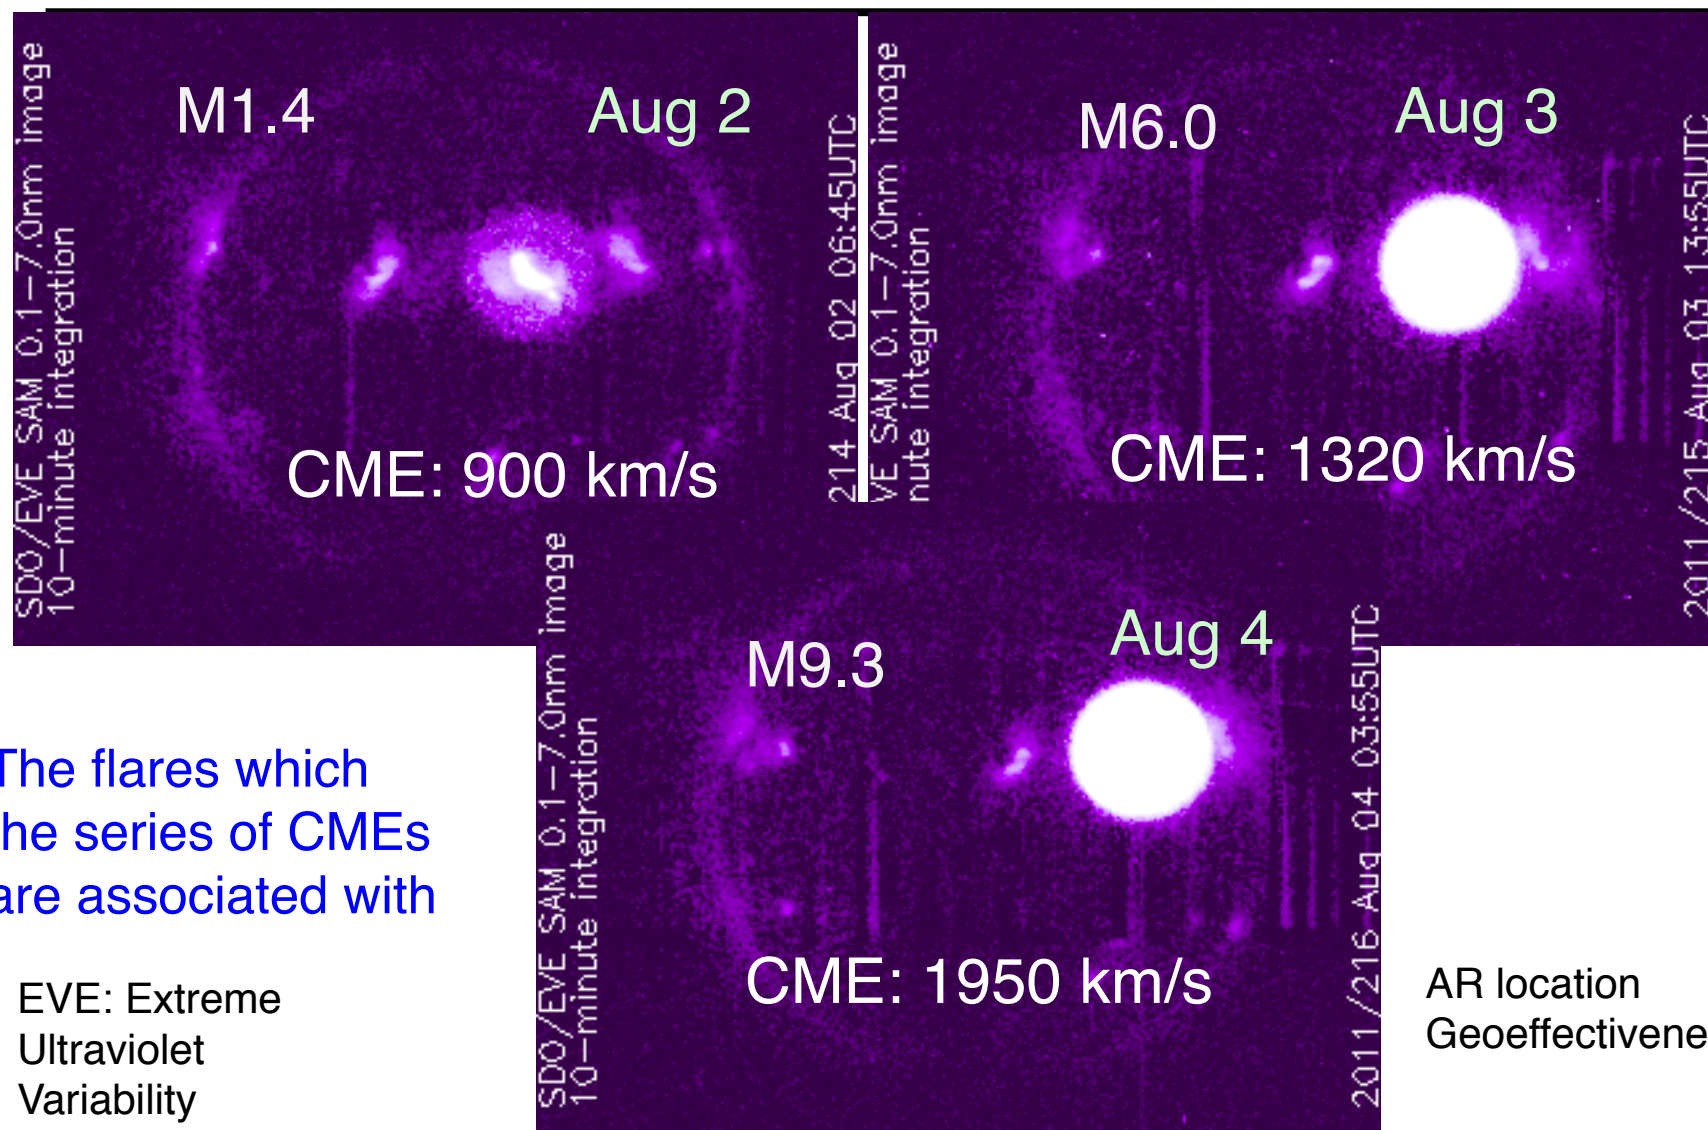 SDO/EVE SAM 0.1–7.0nm image
10–minute integration
M1.4
Aug 2
CME: 900 km/s
214 Aug 02 06:45UTC
VE SAM 0.1–7.0nm image
nute integration
M6.0
Aug 3
CME: 1320 km/s
2011/215 Aug 03 13:55UTC
SDO/EVE SAM 0.1–7.0nm image
10–minute integration
M9.3
Aug 4
CME: 1950 km/s
2011/216 Aug 04 03:55UTC
The flares which
he series of CMEs
are associated with
EVE: Extreme
Ultraviolet
Variability
AR location
Geoeffectivene